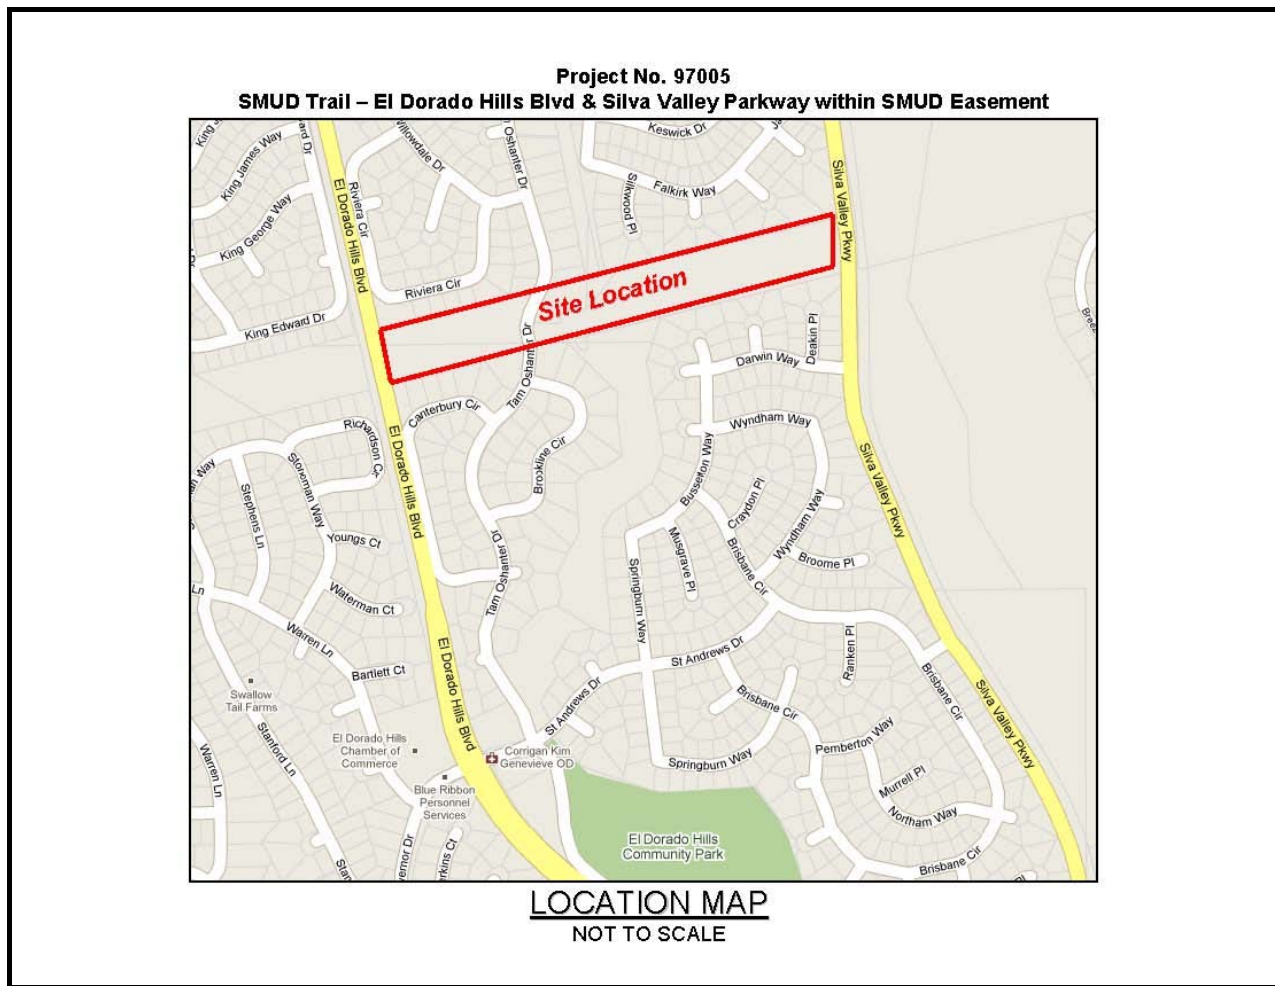 Project No. 97005
SMUD Trail – El Dorado Hills Blvd & Silva Valley Parkway within SMUD Easement
King James Way
Willowdale Dr
Oshanter Dr
Keswick Dr
Silva Valley Pkwy
Riviera Cir
El Dorado Hills Blvd
Silkwood Pl
Falkirk Way
King George Way
Riviera Cir
Site Location
King Edward Dr
Tam Oshanter Dr
Deakin Pl
Darwin Way
Canterbury Cir
Richardson Cir
El Dorado Hills Blvd
Wyndham Way
Stephens Ln
Stoneman Way
Brookline Cir
Busselton Way
Silva Valley Pkwy
Craydon Pl
Youngs Ct
Musgrave Pl
Wyndham Way
Broome Pl
Brisbane Cir
Waterman Ct
Tam Oshanter Dr
Springburn Way
Ln
Warren Ln
Bartlett Ct
El Dorado Hills Blvd
St Andrews Dr
Ranken Pl
Brisbane Cir
Silva Valley Pkwy
Swallow
Tail Farms
St Andrews Dr
Brisbane Cir
Stanford Ln
El Dorado Hills
Chamber of
Commerce
Corrigan Kim
Genevieve OD
Pemberton Way
Springburn Way
Warren Ln
Blue Ribbon
Personnel
Services
Murrell Pl
Northam Way
El Dorado Hills
Community Park
Brisbane Cir
LOCATION MAP
NOT TO SCALE